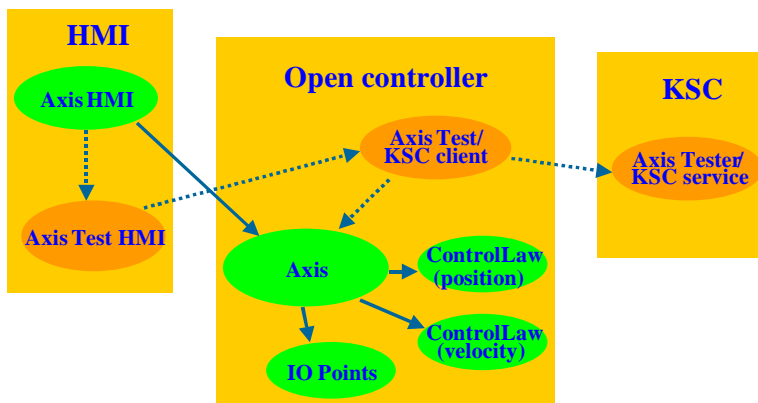 HMI
Axis HMI
Axis Test HMI
Open controller
Axis Test/
KSC client
Axis
ControlLaw
(position)
ControlLaw
(velocity)
IO Points
KSC
Axis Tester/
KSC service